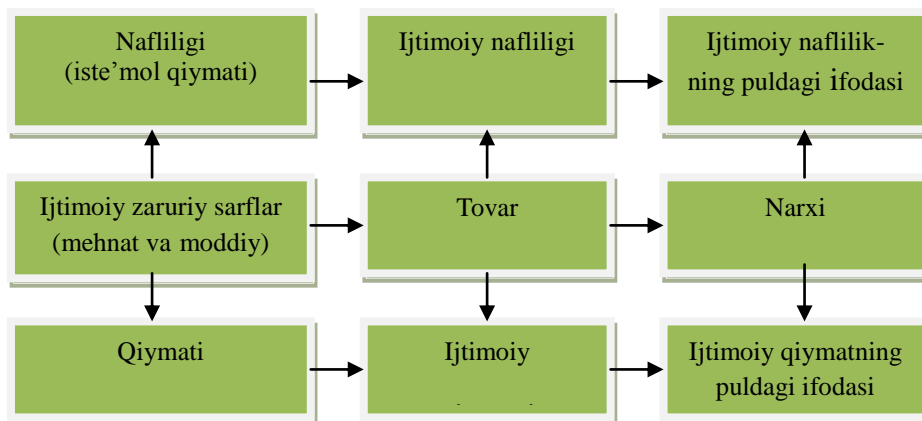 Nafliligi
(iste’mol qiymati)
Ijtimoiy nafliligi
Ijtimoiy naflilik-
ning puldagi ifodasi
Ijtimoiy zaruriy sarflar
(mehnat va moddiy)
Tovar
Narxi
Qiymati
Ijtimoiy
Ijtimoiy qiymatning
puldagi ifodasi